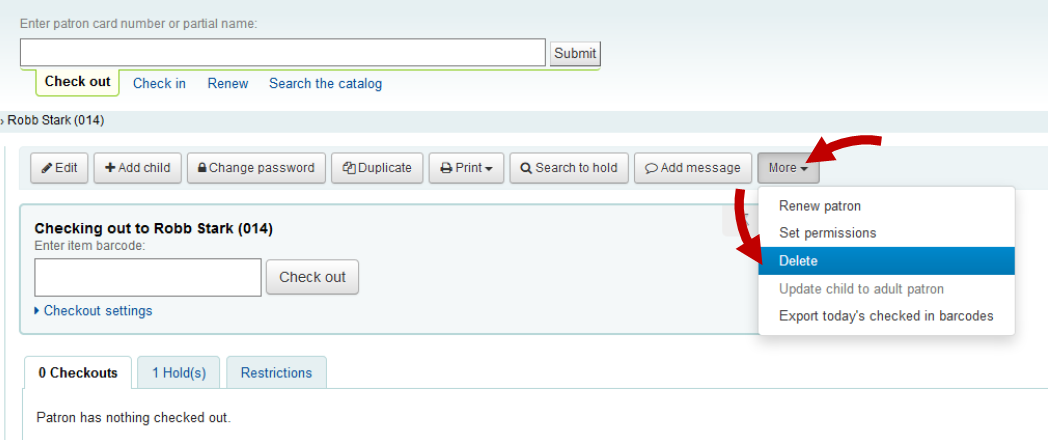 Enter patron card number or partial name:
Submit
Check out Check in Renew Search the catalog
› Robb Stark (014)
Edit Add child Change password Duplicate Print Search to hold Add message More
Renew patron
Set permissions
Delete
Update child to adult patron
Export today's checked in barcodes
Checking out to Robb Stark (014)
Enter item barcode:
Check out
Checkout settings
0 Checkouts 1 Hold(s) Restrictions
Patron has nothing checked out.